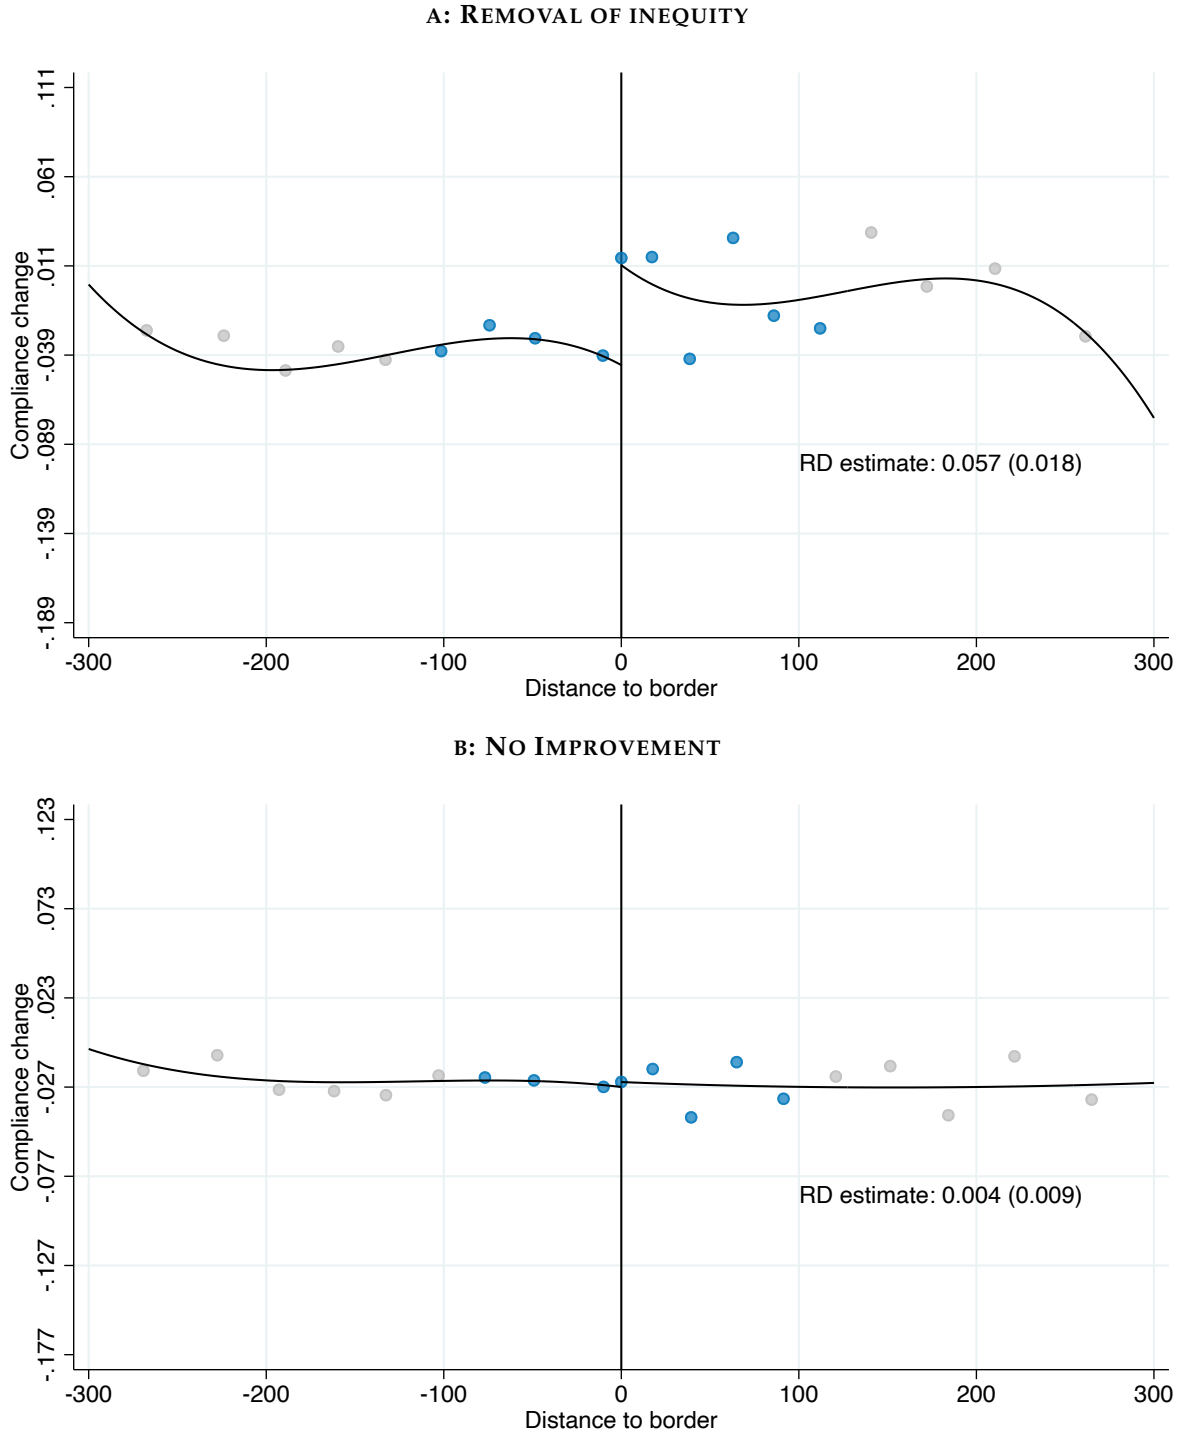 A: REMOVAL OF INEQUITY
Compliance change
.111
.061
.011
-.039
-.089
-.139
-.189
RD estimate: 0.057 (0.018)
-300 -200 -100 0 100 200 300
Distance to border
B: NO IMPROVEMENT
Compliance change
.123
.073
.023
-.027
-.077
-.127
-.177
RD estimate: 0.004 (0.009)
-300 -200 -100 0 100 200 300
Distance to border